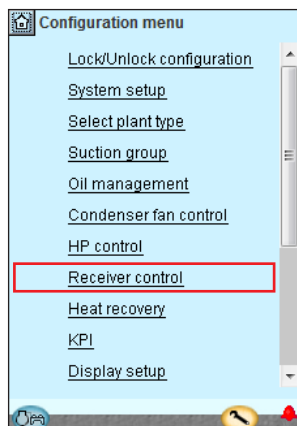 Configuration menu
Lock/Unlock configuration
System setup
Select plant type
Suction group
Oil management
Condenser fan control
HP control
Receiver control
Heat recovery
KPI
Display setup